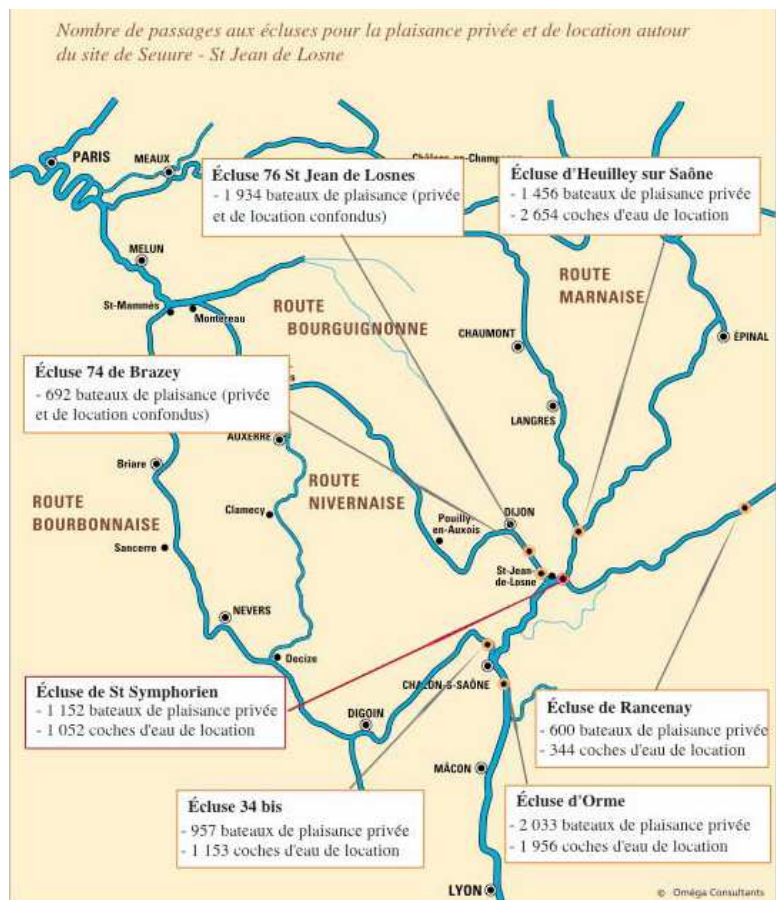 Nombre de passages aux écluses pour la plaisance privée et de location autour
du site de Seuure - St Jean de Losne
PARIS
MEAUX
Écluse 76 St Jean de Losnes
- 1 934 bateaux de plaisance (privée
et de location confondus)
Écluse d'Heuilley sur Saône
- 1 456 bateaux de plaisance privée
- 2 654 coches d'eau de location
MELUN
St-Mammès
Montereau
ROUTE
BOURGUIGNONNE
ROUTE
MARNAISE
CHAUMONT
ÉPINAL
Écluse 74 de Brazey
- 692 bateaux de plaisance (privée
et de location confondus)
LANGRES
AUXERRE
Briare
ROUTE
BOURBONNAISE
Clamecy
ROUTE
NIVERNAISE
Sancerre
Pouilly-
en-Auxois
DIJON
St-Jean-
de-Losne
NEVERS
Decize
CHALON-S-SAÔNE
Écluse de St Symphorien
- 1 152 bateaux de plaisance privée
- 1 052 coches d'eau de location
DIGOIN
Écluse de Rancenay
- 600 bateaux de plaisance privée
- 344 coches d'eau de location
MÂCON
Écluse 34 bis
- 957 bateaux de plaisance privée
- 1 153 coches d'eau de location
Écluse d'Orme
- 2 033 bateaux de plaisance privée
- 1 956 coches d'eau de location
LYON
© Oméga Consultants